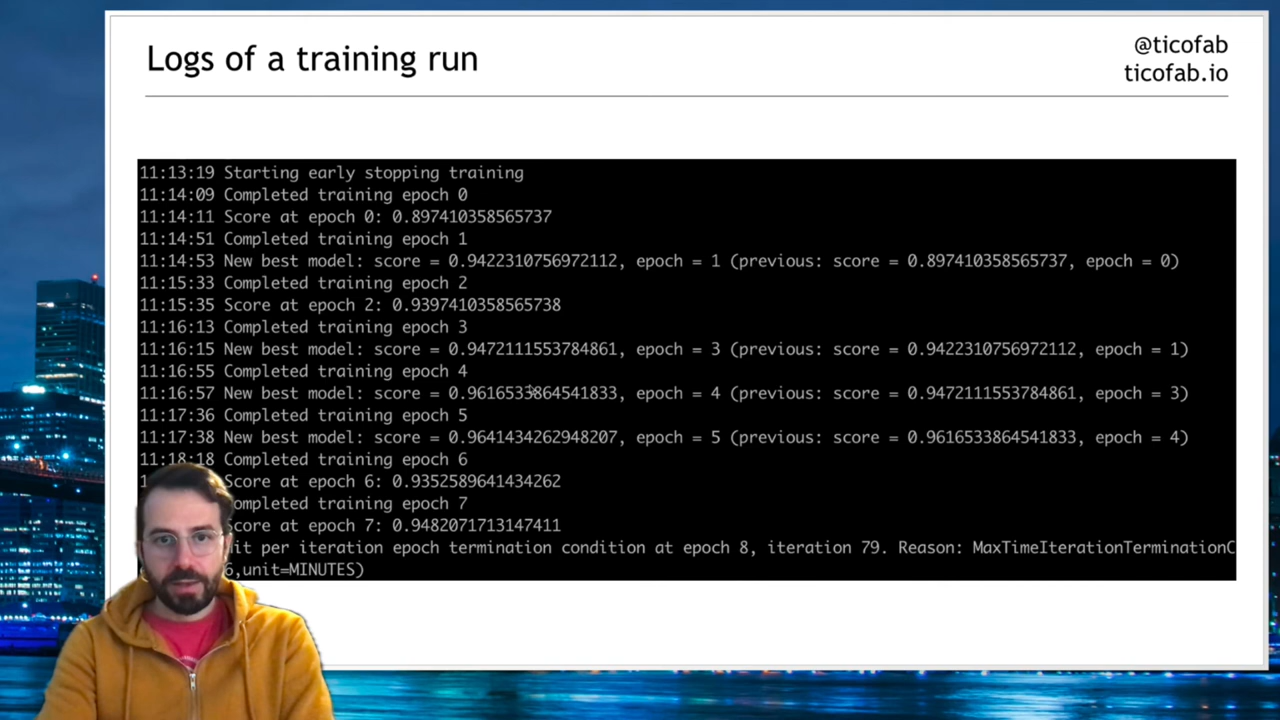 Logs of a training run
@ticofab
ticofab.io
11:13:19 Starting early stopping training
11:14:09 Completed training epoch 0
11:14:11 Score at epoch 0: 0.897410358565737
11:14:51 Completed training epoch 1
11:14:53 New best model: score = 0.9422310756972112, epoch = 1 (previous: score = 0.897410358565737, epoch = 0)
11:15:33 Completed training epoch 2
11:15:35 Score at epoch 2: 0.9397410358565738
11:16:13 Completed training epoch 3
11:16:15 New best model: score = 0.9472111553784861, epoch = 3 (previous: score = 0.9422310756972112, epoch = 1)
11:16:55 Completed training epoch 4
11:16:57 New best model: score = 0.9616533864541833, epoch = 4 (previous: score = 0.9472111553784861, epoch = 3)
11:17:36 Completed training epoch 5
11:17:38 New best model: score = 0.9641434262948207, epoch = 5 (previous: score = 0.9616533864541833, epoch = 4)
11:18:18 Completed training epoch 6
Score at epoch 6: 0.9352589641434262
ompleted training epoch 7
core at epoch 7: 0.9482071713147411
it per iteration epoch termination condition at epoch 8, iteration 79. Reason: MaxTimeIterationTerminationC
6,unit=MINUTES)